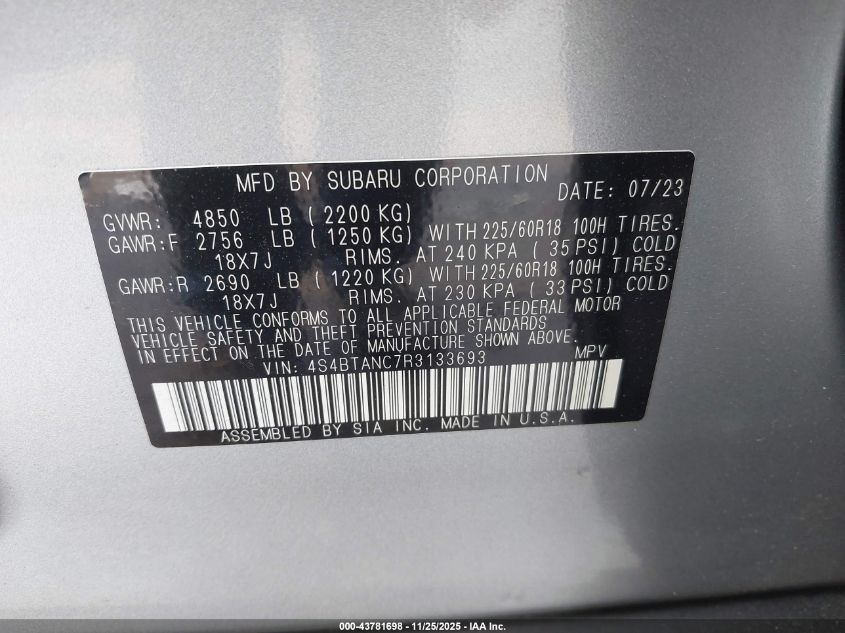 MFD BY SUBARU CORPORATION DATE: 07/23
GVWR: 4850 LB ( 2200 KG)
GAWR:F 2756 LB ( 1250 KG) WITH 225/60R18 100H TIRES.
18X7J RIMS. AT 240 KPA ( 35 PSI) COLD
GAWR:R 2690 LB ( 1220 KG) WITH 225/60R18 100H TIRES.
18X7J RIMS. AT 230 KPA ( 33 PSI) COLD
THIS VEHICLE CONFORMS TO ALL APPLICABLE FEDERAL MOTOR
VEHICLE SAFETY AND THEFT PREVENTION STANDARDS
IN EFFECT ON THE DATE OF MANUFACTURE SHOWN ABOVE.
VIN: 4S4BTANC7R3133693 MPV
ASSEMBLED BY SIA INC. MADE IN U.S.A.
000-43781698 - 11/25/2025 - IAA Inc.